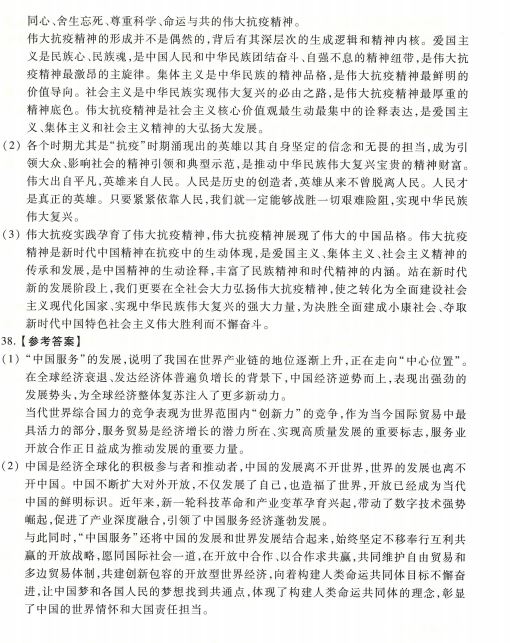 同心、舍生忘死、尊重科学、命运与共的伟大抗疫精神。
伟大抗疫精神的形成并不是偶然的,背后有其深层次的生成逻辑和精神内核。爱国主
义是民族心、民族魂,是中国人民和中华民族团结奋斗、自强不息的精神纽带,是伟大抗
疫精神最激昂的主旋律。集体主义是中华民族的精神品格,是伟大抗疫精神最鲜明的
价值导向。社会主义是中华民族实现伟大复兴的必由之路,是伟大抗疫精神最厚重的
精神底色。伟大抗疫精神是社会主义核心价值观最生动最集中的诠释表达,是爱国主
义、集体主义和社会主义精神的大弘扬大发展。
(2) 各个时期尤其是“抗疫”时期涌现出的英雄以其自身坚定的信念和无畏的担当,成为引
领大众、影响社会的精神引领和典型示范,是推动中华民族伟大复兴宝贵的精神财富。
伟大出自平凡,英雄来自人民。人民是历史的创造者,英雄从来不曾脱离人民。人民才
是真正的英雄。只要紧紧依靠人民,我们就一定能够战胜一切艰难险阻,实现中华民族
伟大复兴。
(3) 伟大抗疫实践孕育了伟大抗疫精神,伟大抗疫精神展现了伟大的中国品格。伟大抗疫
精神是新时代中国精神在抗疫中的生动体现,是爱国主义、集体主义、社会主义精神的
传承和发展,是中国精神的生动诠释,丰富了民族精神和时代精神的内涵。站在新时代
新的发展阶段上,我们更要在全社会大力弘扬伟大抗疫精神,使之转化为全面建设社会
主义现代化国家、实现中华民族伟大复兴的强大力量,为决胜全面建成小康社会、夺取
新时代中国特色社会主义伟大胜利而不懈奋斗。
38.【参考答案】
(1) “中国服务”的发展,说明了我国在世界产业链的地位逐渐上升,正在走向“中心位置”。
在全球经济衰退、发达经济体普遍负增长的背景下,中国经济逆势而上,表现出强劲的
发展势头,为全球经济整体复苏注入了更多新动力。
当代世界综合国力的竞争表现为世界范围内“创新力”的竞争,作为当今国际贸易中最
具活力的部分,服务贸易是经济增长的潜力所在、实现高质量发展的重要标志,服务业
开放合作正日益成为推动发展的重要力量。
(2) 中国是经济全球化的积极参与者和推动者,中国的发展离不开世界,世界的发展也离不
开中国。中国不断扩大对外开放,不仅发展了自己,也造福了世界,开放已经成为当代
中国的鲜明标识。近年来,新一轮科技革命和产业变革孕育兴起,带动了数字技术强势
崛起,促进了产业深度融合,引领了中国服务经济蓬勃发展。
与此同时,“中国服务”还将中国的发展和世界发展结合起来,始终坚定不移奉行互利共
赢的开放战略,愿同国际社会一道,在开放中合作、以合作求共赢,共同维护自由贸易和
多边贸易体制,共建创新包容的开放型世界经济,向着构建人类命运共同体目标不懈奋
进,让中国梦和各国人民的梦想找到共通点,体现了构建人类命运共同体的理念,彰显
了中国的世界情怀和大国责任担当。